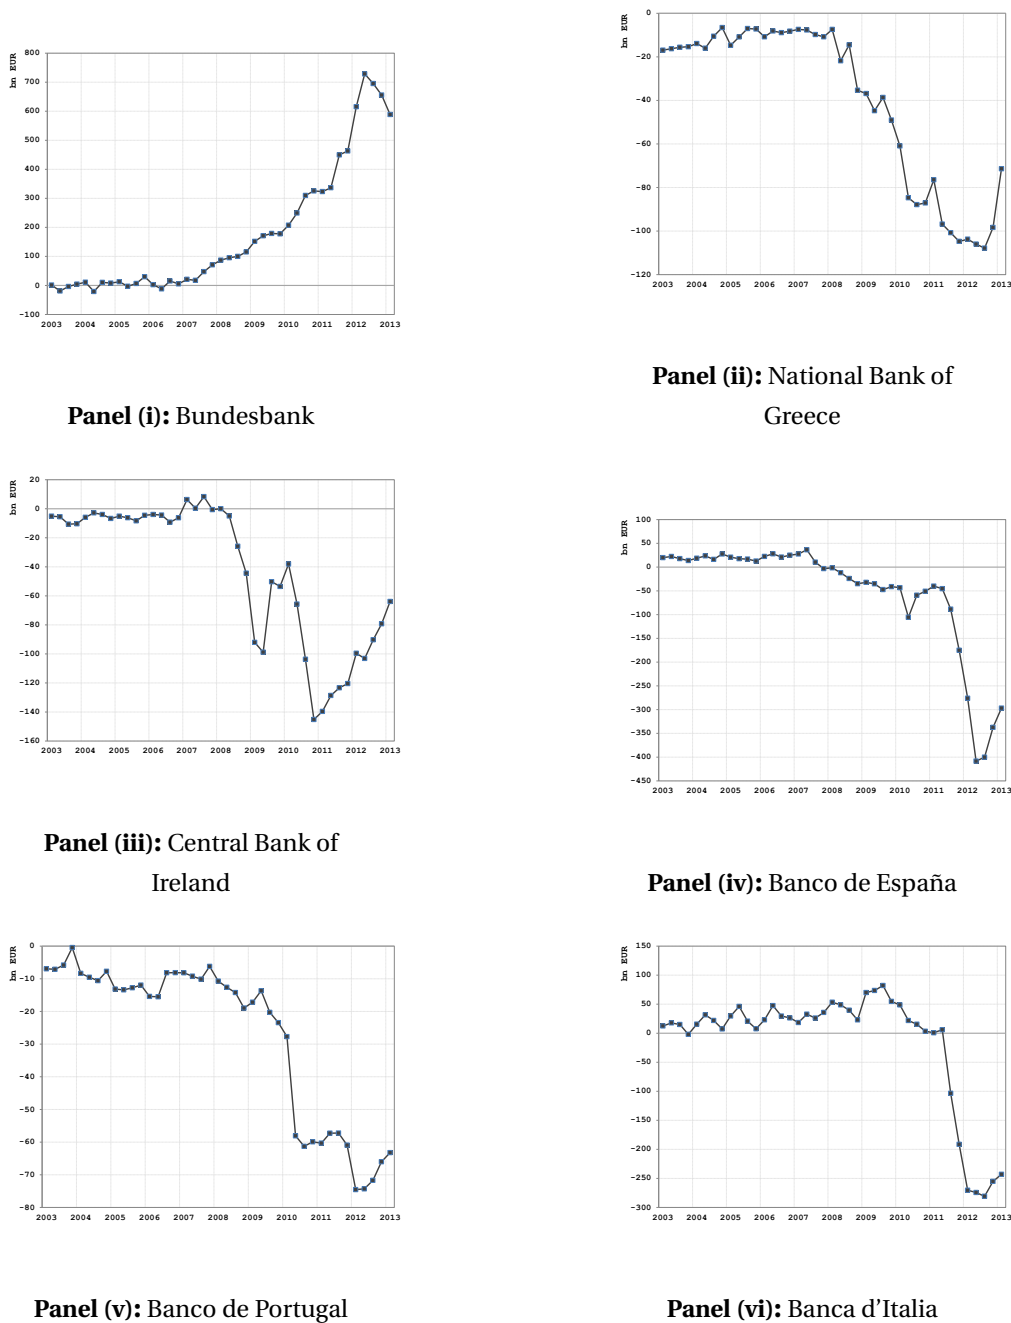 bn EUR
800
700
600
500
400
300
200
100
0
−100
2003 2004 2005 2006 2007 2008 2009 2010 2011 2012 2013
Panel (i): Bundesbank
bn EUR
0
−20
−40
−60
−80
−100
−120
2003 2004 2005 2006 2007 2008 2009 2010 2011 2012 2013
Panel (ii): National Bank of
Greece
bn EUR
20
0
−20
−40
−60
−80
−100
−120
−140
−160
2003 2004 2005 2006 2007 2008 2009 2010 2011 2012 2013
Panel (iii): Central Bank of
Ireland
bn EUR
100
50
0
−50
−100
−150
−200
−250
−300
−350
−400
−450
2003 2004 2005 2006 2007 2008 2009 2010 2011 2012 2013
Panel (iv): Banco de España
bn EUR
0
−10
−20
−30
−40
−50
−60
−70
−80
2003 2004 2005 2006 2007 2008 2009 2010 2011 2012 2013
Panel (v): Banco de Portugal
bn EUR
150
100
50
0
−50
−100
−150
−200
−250
−300
2003 2004 2005 2006 2007 2008 2009 2010 2011 2012 2013
Panel (vi): Banca d’Italia